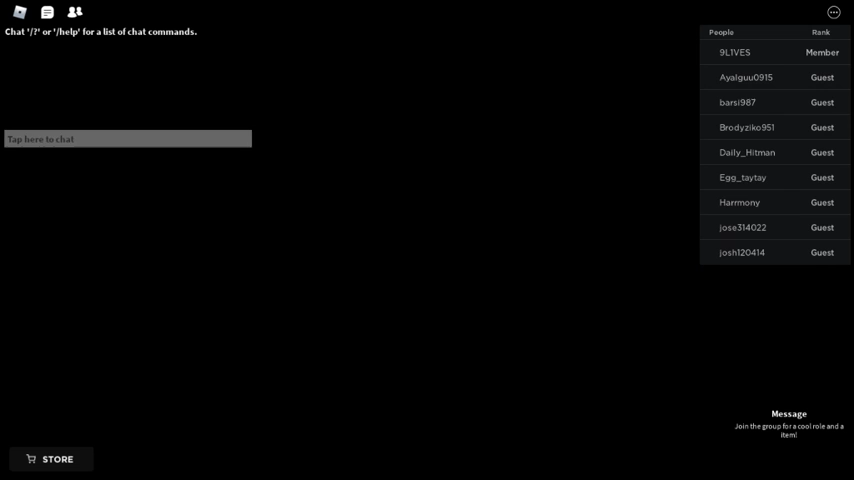 Chat '/?' or '/help' for a list of chat commands.
Tap here to chat
People Rank
9L1VES Member
Ayalguu0915 Guest
barsi987 Guest
Brodyziko951 Guest
Daily_Hitman Guest
Egg_taytay Guest
Harrmony Guest
jose314022 Guest
josh120414 Guest
Message
Join the group for a cool role and a
item!
STORE